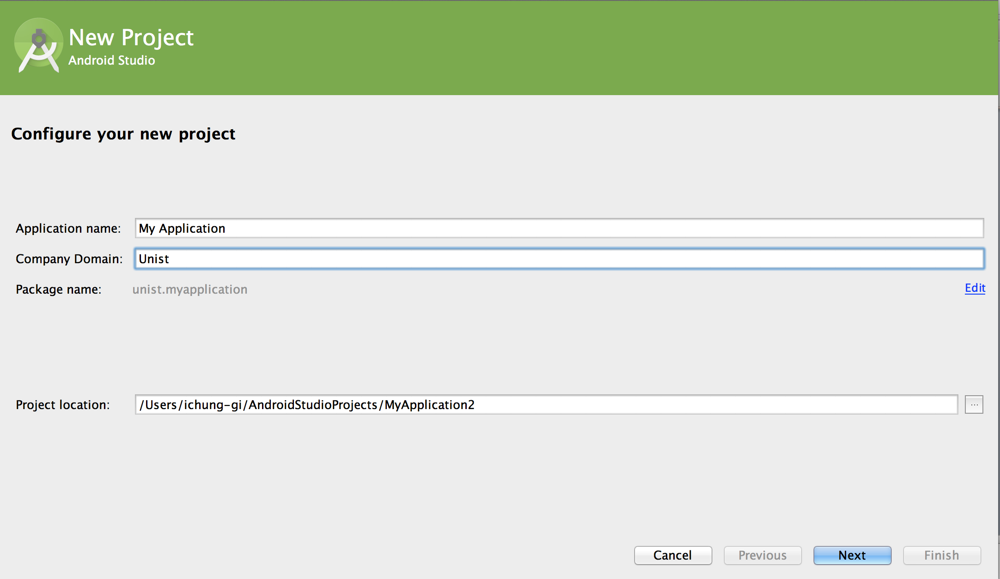 New Project
Android Studio
Configure your new project
Application name: My Application
Company Domain: Unist
Package name: unist.myapplication Edit
Project location: /Users/ichung-gi/AndroidStudioProjects/MyApplication2 ...
Cancel Previous Next Finish